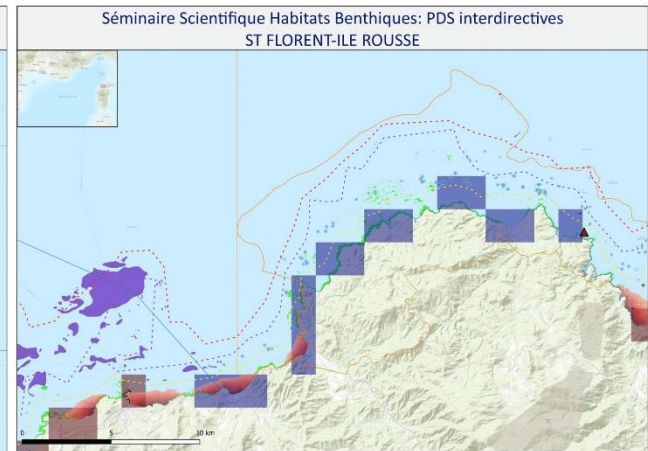 Séminaire Scientifique Habitats Benthiques: PDS interdirectives
ST FLORENT-ILE ROUSSE
0 5 10 km